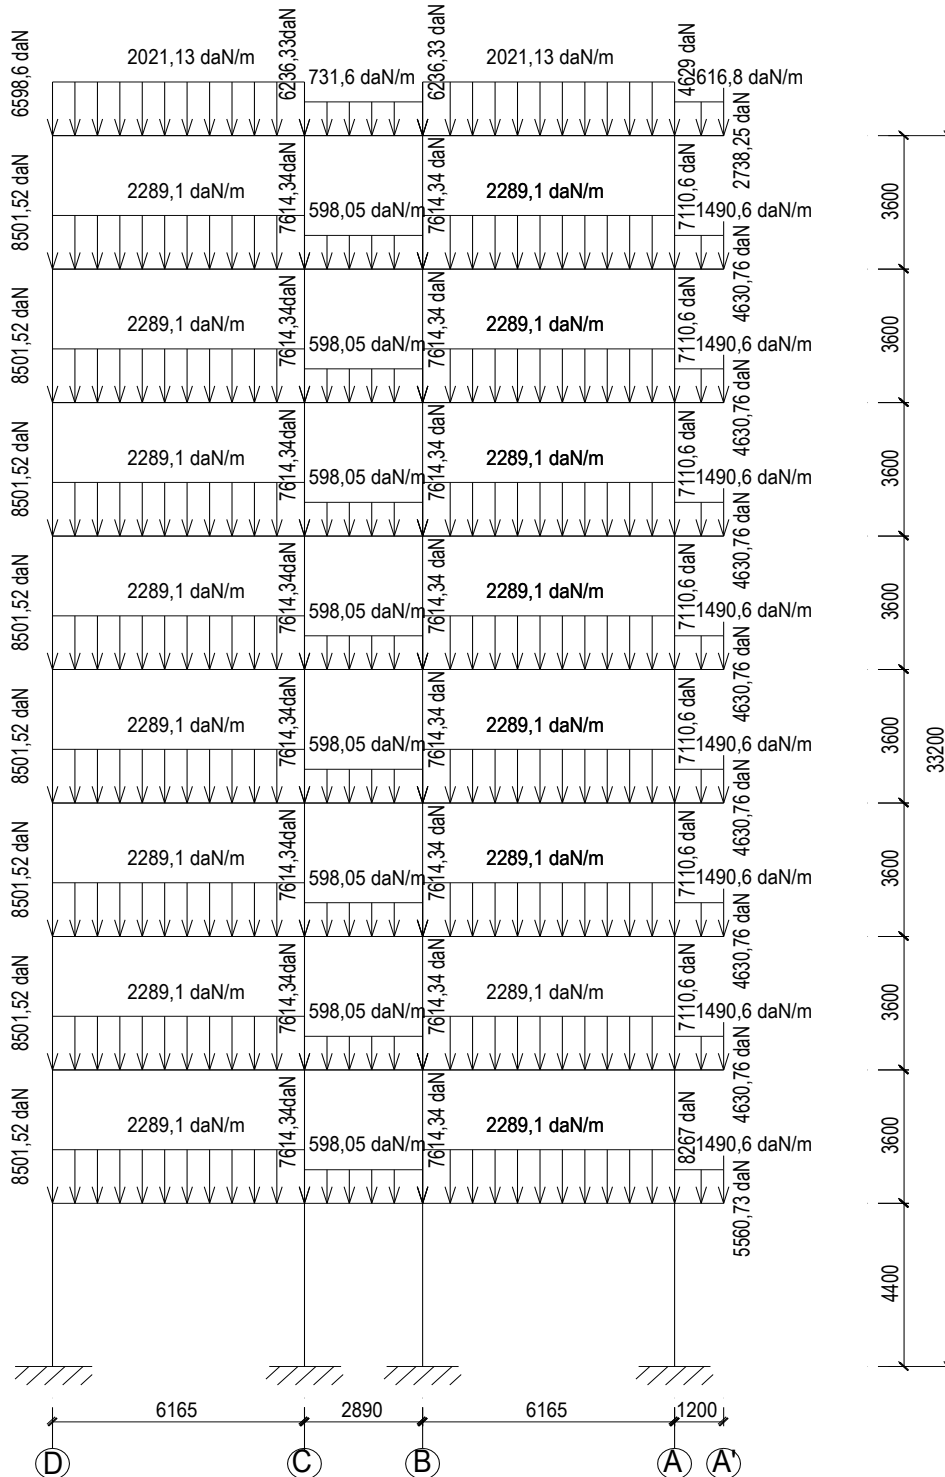 6598,6 daN
2021,13 daN/m
6236,33daN
731,6 daN/m
6236,33 daN
2021,13 daN/m
4629 daN
2616,8 daN/m
2738,25 daN
8501,52 daN
2289,1 daN/m
7614,34daN
598,05 daN/m
7614,34 daN
2289,1 daN/m
7110,6 daN
1490,6 daN/m
4630,76 daN
3600
8501,52 daN
2289,1 daN/m
7614,34daN
598,05 daN/m
7614,34 daN
2289,1 daN/m
7110,6 daN
1490,6 daN/m
4630,76 daN
3600
8501,52 daN
2289,1 daN/m
7614,34daN
598,05 daN/m
7614,34 daN
2289,1 daN/m
7110,6 daN
1490,6 daN/m
4630,76 daN
3600
8501,52 daN
2289,1 daN/m
7614,34daN
598,05 daN/m
7614,34 daN
2289,1 daN/m
7110,6 daN
1490,6 daN/m
4630,76 daN
3600
8501,52 daN
2289,1 daN/m
7614,34daN
598,05 daN/m
7614,34 daN
2289,1 daN/m
7110,6 daN
1490,6 daN/m
4630,76 daN
3600
33200
8501,52 daN
2289,1 daN/m
7614,34daN
598,05 daN/m
7614,34 daN
2289,1 daN/m
7110,6 daN
1490,6 daN/m
4630,76 daN
3600
8501,52 daN
2289,1 daN/m
7614,34daN
598,05 daN/m
7614,34 daN
2289,1 daN/m
7110,6 daN
1490,6 daN/m
4630,76 daN
3600
8501,52 daN
2289,1 daN/m
7614,34daN
598,05 daN/m
7614,34 daN
2289,1 daN/m
8267 daN
1490,6 daN/m
5560,73 daN
3600
4400
6165
2890
6165
1200
D
C
B
A
A'